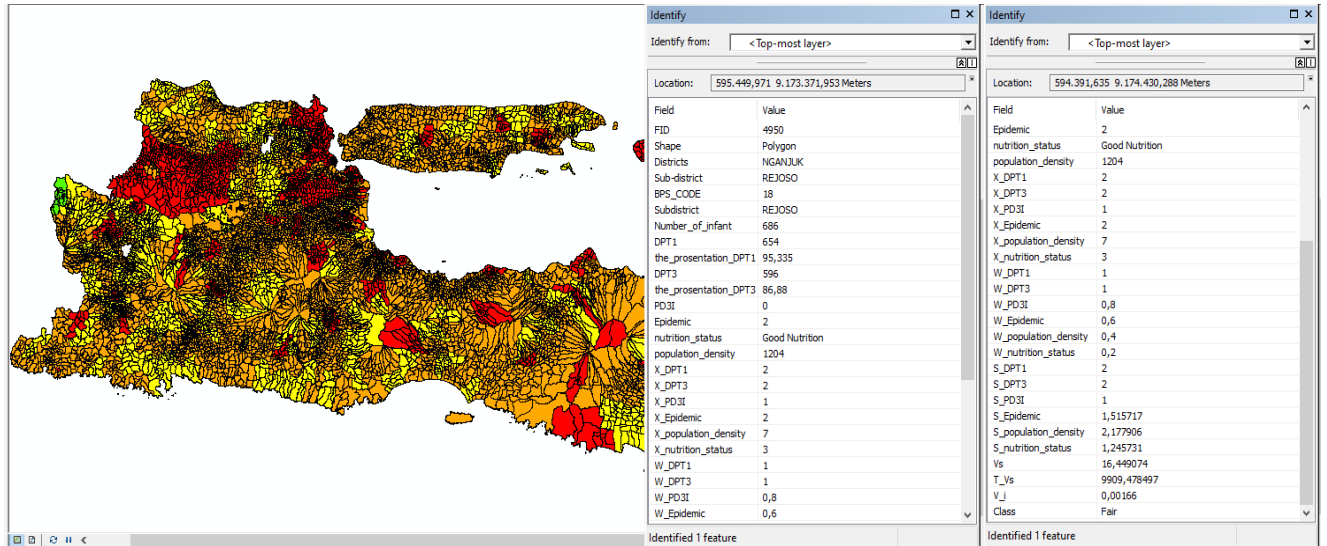 Identify
Identify from: <Top-most layer>
Location: 595.449,971 9.173.371,953 Meters
Field Value
FID 4950
Shape Polygon
Districts NGANJUK
Sub-district REJOSO
BPS_CODE 18
Subdistrict REJOSO
Number_of_infant 686
DPT1 654
the_prosentation_DPT1 95,335
DPT3 596
the_prosentation_DPT3 86,88
PD3I 0
Epidemic 2
nutrition_status Good Nutrition
population_density 1204
X_DPT1 2
X_DPT3 2
X_PD3I 1
X_Epidemic 2
X_population_density 7
X_nutrition_status 3
W_DPT1 1
W_DPT3 1
W_PD3I 0,8
W_Epidemic 0,6
Identified 1 feature
Identify
Identify from: <Top-most layer>
Location: 594.391,635 9.174.430,288 Meters
Field Value
Epidemic 2
nutrition_status Good Nutrition
population_density 1204
X_DPT1 2
X_DPT3 2
X_PD3I 1
X_Epidemic 2
X_population_density 7
X_nutrition_status 3
W_DPT1 1
W_DPT3 1
W_PD3I 0,8
W_Epidemic 0,6
W_population_density 0,4
W_nutrition_status 0,2
S_DPT1 2
S_DPT3 2
S_PD3I 1
S_Epidemic 1,515717
S_population_density 2,177906
S_nutrition_status 1,245731
Vs 16,449074
T_Vs 9909,478497
V_i 0,00166
Class Fair
Identified 1 feature